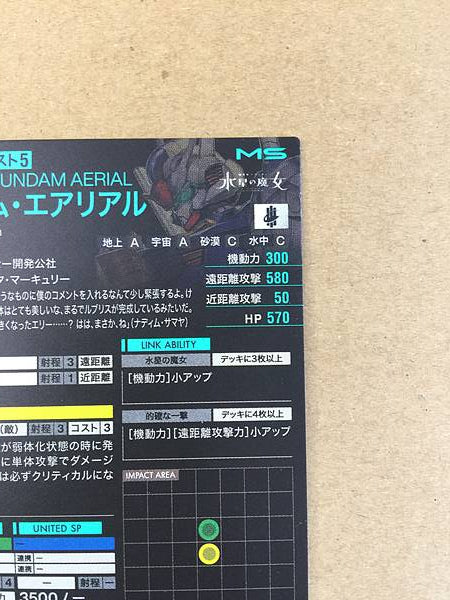 MS
スト5
UNDAM AERIAL
水星の魔女
ム・エアリアル
地上 A 宇宙 A 砂漠 C 水中 C
ー開発公社
機動力 300
ク・マーキュリー
遠距離攻撃 580
うなものに僕のコメントを入れるなんて少し緊張するよ。け
体はとても美しいな、まるでルブリスが完成しているみたいだ。
近距離攻撃 50
きくなったエリー……? はは、まさか、ね」(ナディム・サマヤ)
HP 570
LINK ABILITY
水星の魔女 デッキに3枚以上
射程 3 遠距離
射程 1 近距離
[機動力]小アップ
的確な一撃 デッキに4枚以上
(敵) 射程 3 コスト 3
[機動力][遠距離攻撃力]小アップ
が弱体化状態の時に発
に単体攻撃でダメージ
は必ずクリティカルにな
IMPACT AREA
UNITED SP
ー
連携 ー
連携 ー
4 ー 射程 ー
力 3500 / ー